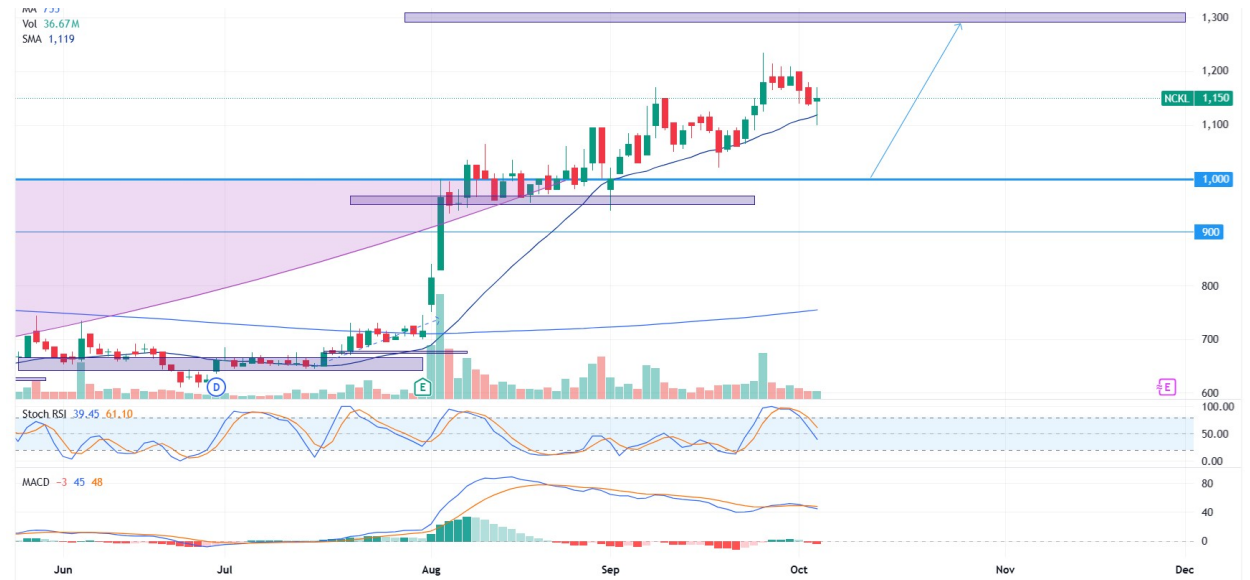 MA 755
Vol 36.67M
SMA 1,119
1,300
1,200
NCKL 1,150
1,100
1,000
900
800
700
600
D
E
E
Stoch RSI 39.45 61.10
100.00
50.00
0.00
MACD -3 45 48
80
40
0
Jun Jul Aug Sep Oct Nov Dec